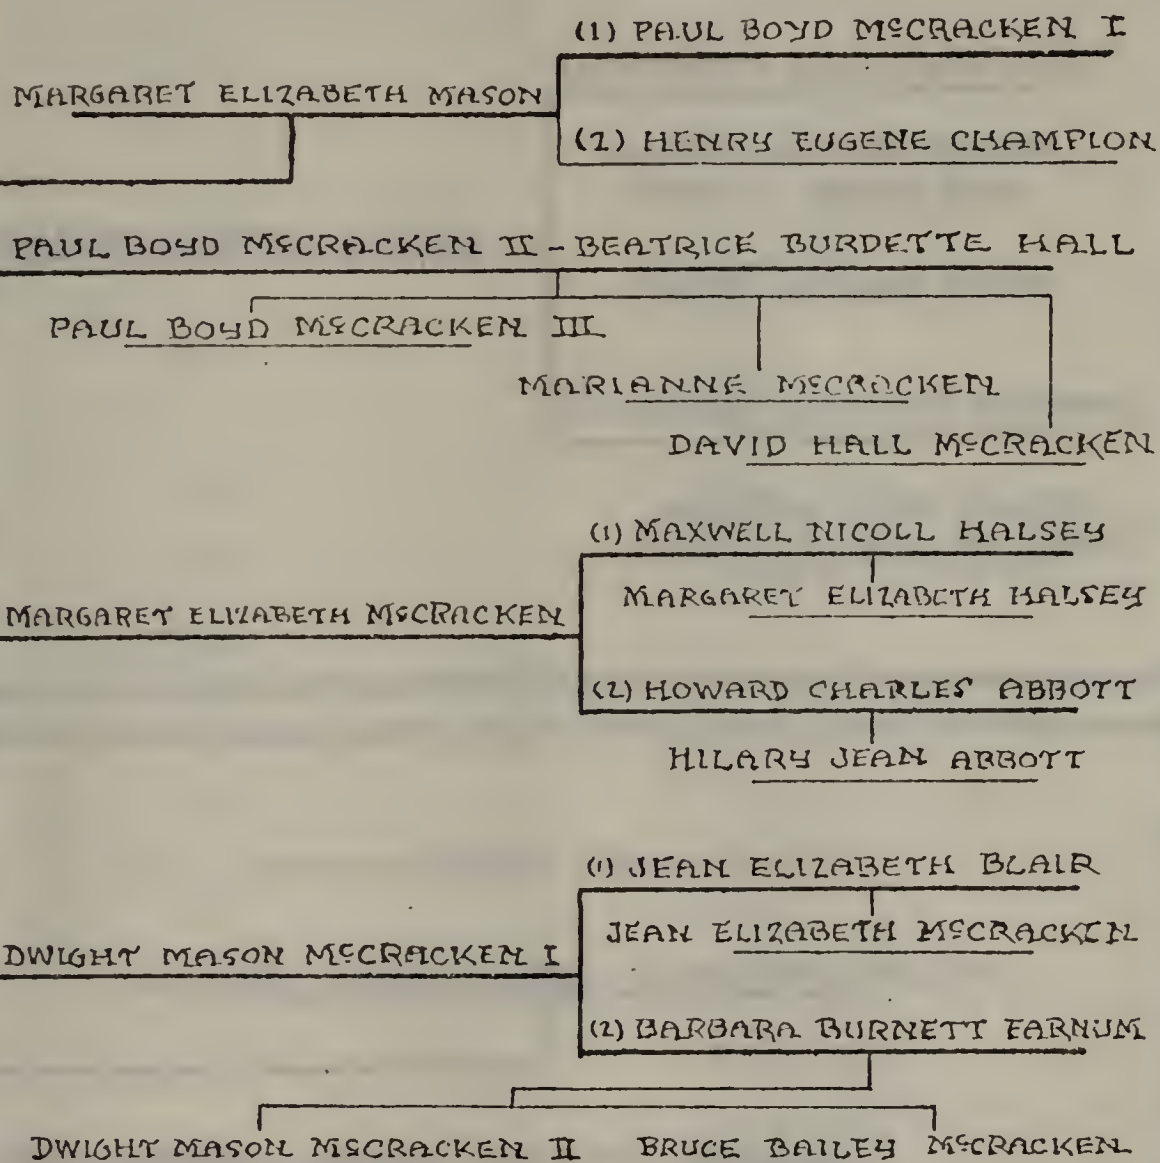 (1) PAUL BOYD McCRACKEN I
MARGARET ELIZABETH MASON
(2) HENRY EUGENE CHAMPION
PAUL BOYD McCRACKEN II - BEATRICE BURDETTE HALL
PAUL BOYD McCRACKEN III
MARIANNE McCRACKEN
DAVID HALL McCRACKEN
(1) MAXWELL NICOLL HALSEY
MARGARET ELIZABETH HALSEY
MARGARET ELIZABETH McCRACKEN
(2) HOWARD CHARLES ABBOTT
HILARY JEAN ABBOTT
(1) JEAN ELIZABETH BLAIR
JEAN ELIZABETH McCRACKEN
DWIGHT MASON McCRACKEN I
(2) BARBARA BURNETT FARNUM
DWIGHT MASON McCRACKEN II BRUCE BAILEY McCRACKEN